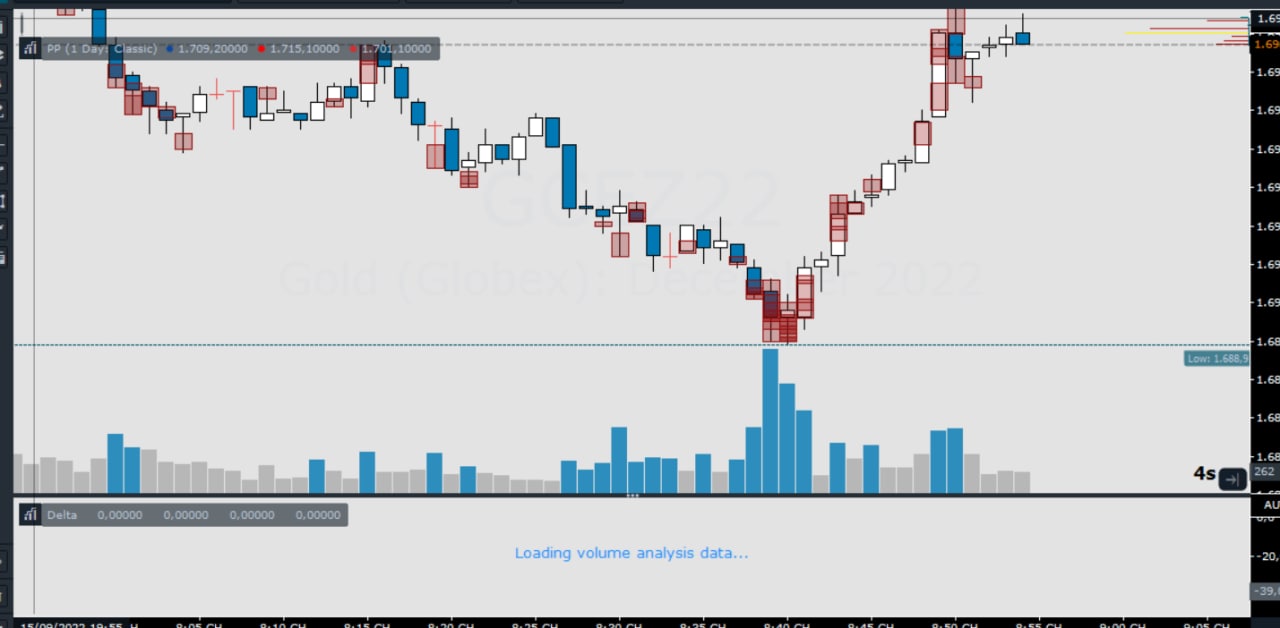 1.69
PP (1 Day: Classic) 1.709,20000 1.715,10000 1.701,10000
1.69
1.69
1.69
1.69
GCEZ22
1.69
1.69
Gold (Globex): December 2022
1.69
1.68
Low: 1.688,9
1.68
1.68
1.68
4s
262
Delta 0,00000 0,00000 0,00000 0,00000
AU
Loading volume analysis data...
-20,
-39,0
15/09/2022 19:55 8:05 CH 8:10 CH 8:15 CH 8:20 CH 8:25 CH 8:30 CH 8:35 CH 8:40 CH 8:45 CH 8:50 CH 8:55 CH 9:00 CH 9:05 CH